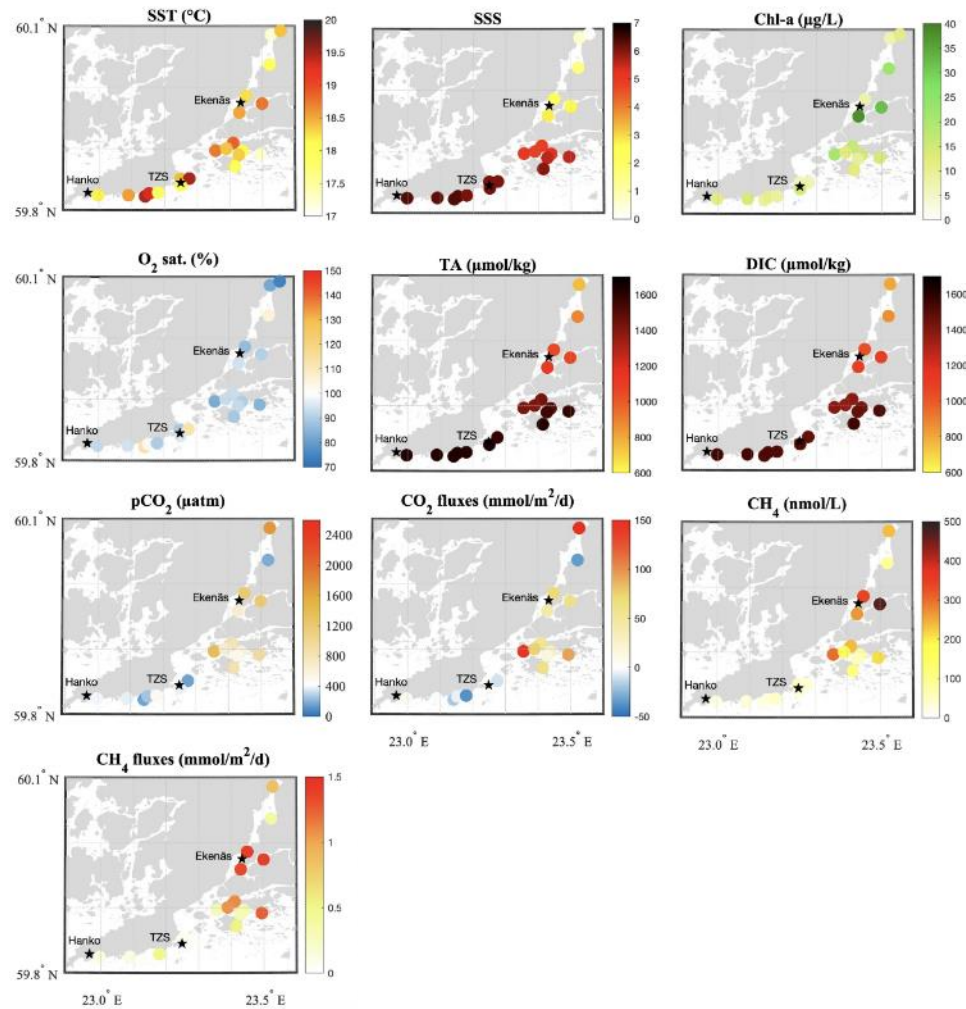 SST (°C)
60.1° N
Ekenäs
Hanko
TZS
59.8° N
20
19.5
19
18.5
18
17.5
17
SSS
Ekenäs
Hanko
TZS
7
6
5
4
3
2
1
0
Chl-a (µg/L)
Ekenäs
Hanko
TZS
40
35
30
25
20
15
10
5
0
O2 sat. (%)
60.1° N
Ekenäs
Hanko
TZS
59.8° N
150
140
130
120
110
100
90
80
70
TA (µmol/kg)
Ekenäs
Hanko
TZS
1600
1400
1200
1000
800
600
DIC (µmol/kg)
Ekenäs
Hanko
TZS
1600
1400
1200
1000
800
600
pCO2 (µatm)
60.1° N
Ekenäs
Hanko
TZS
59.8° N
2400
2000
1600
1200
800
400
0
CO2 fluxes (mmol/m2/d)
Ekenäs
Hanko
TZS
23.0° E
23.5°
150
100
50
0
-50
CH4 (nmol/L)
Ekenäs
Hanko
TZS
23.0° E
23.5°
500
400
300
200
100
0
CH4 fluxes (mmol/m2/d)
60.1° N
Ekenäs
Hanko
TZS
59.8° N
23.0° E
23.5°
1.5
1
0.5
0